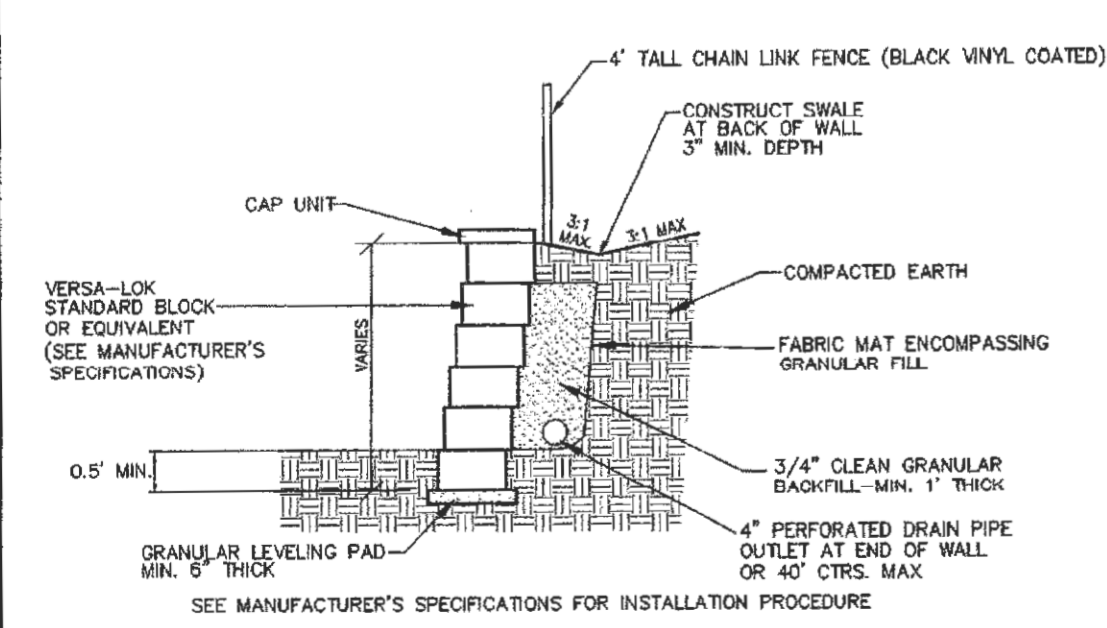 4' TALL CHAIN LINK FENCE (BLACK VINYL COATED)
CONSTRUCT SWALE
AT BACK OF WALL
3" MIN. DEPTH
CAP UNIT
3:1
MAX.
3:1 MAX
VERSA-LOK
STANDARD BLOCK
OR EQUIVALENT
(SEE MANUFACTURER'S
SPECIFICATIONS)
VARIES
COMPACTED EARTH
FABRIC MAT ENCOMPASSING
GRANULAR FILL
0.5' MIN.
3/4" CLEAN GRANULAR
BACKFILL-MIN. 1' THICK
GRANULAR LEVELING PAD
MIN. 6" THICK
4" PERFORATED DRAIN PIPE
OUTLET AT END OF WALL
OR 40' CTRS. MAX
SEE MANUFACTURER'S SPECIFICATIONS FOR INSTALLATION PROCEDURE